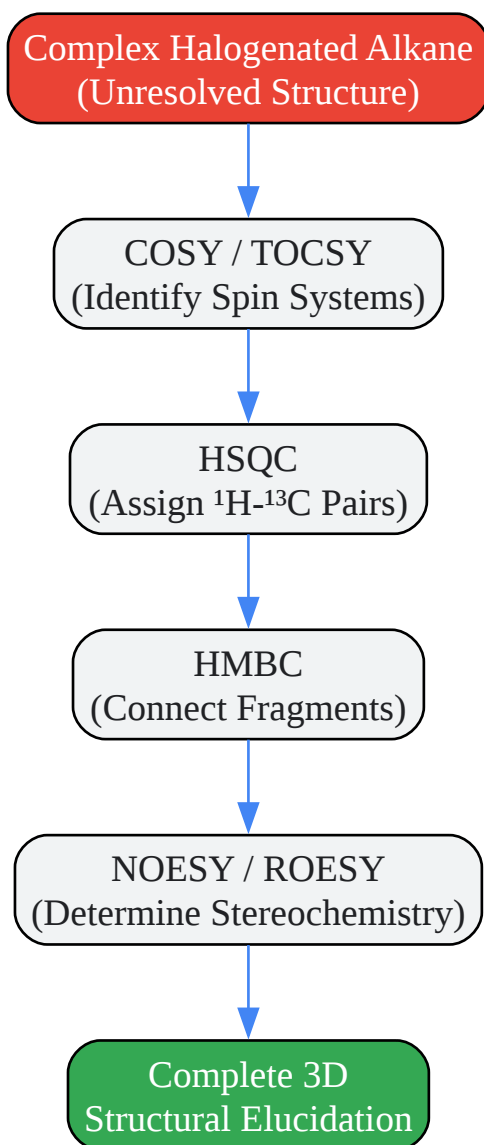 Complex Halogenated Alkane
(Unresolved Structure)
COSY / TOCSY
(Identify Spin Systems)
HSQC
(Assign ¹H-¹³C Pairs)
HMBC
(Connect Fragments)
NOESY / ROESY
(Determine Stereochemistry)
Complete 3D
Structural Elucidation